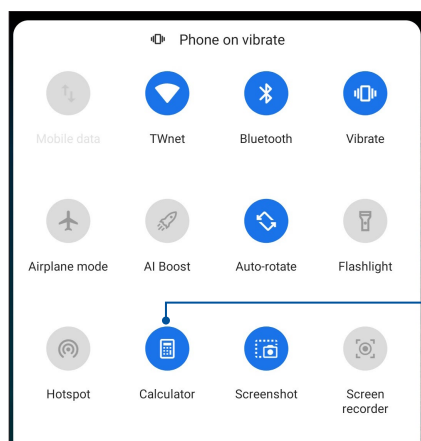 Phone on vibrate
Mobile data
TWnet
Bluetooth
Vibrate
Airplane mode
AI Boost
Auto-rotate
Flashlight
Hotspot
Calculator
Screenshot
Screen
recorder